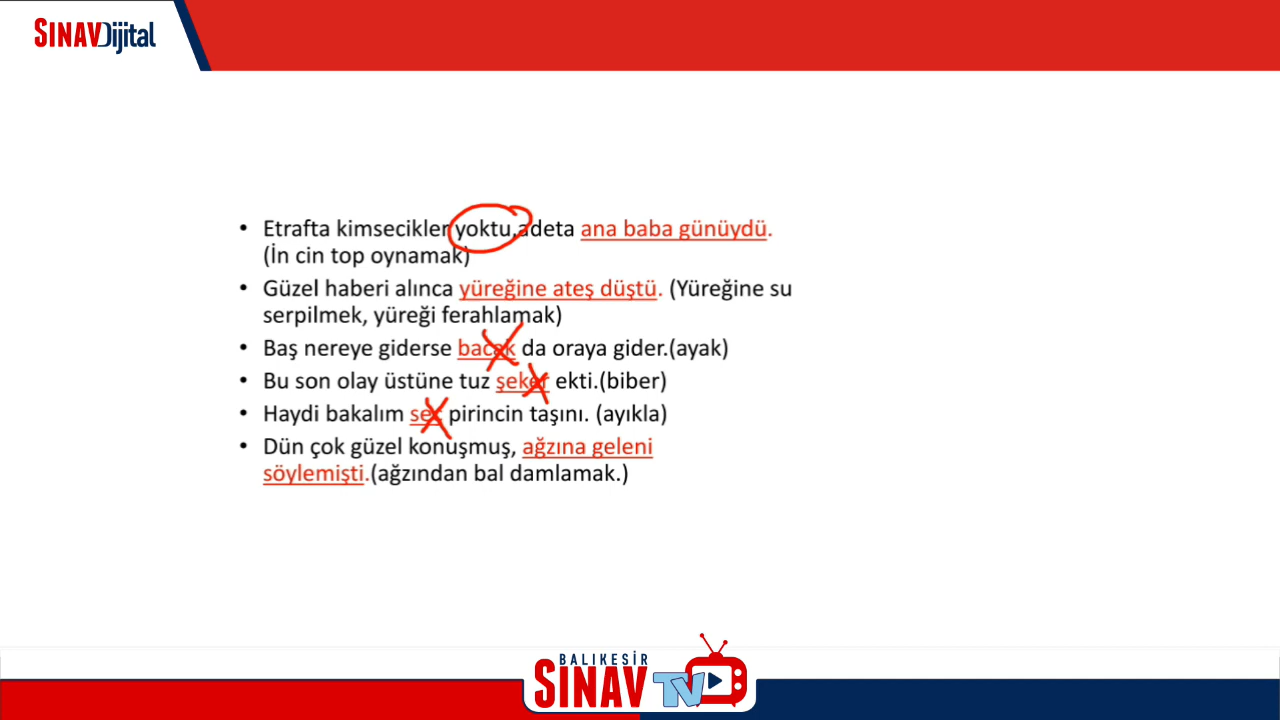 SINAVDijital
• Etrafta kimsecikler yoktu,adeta ana baba günüydü.
(İn cin top oynamak)
• Güzel haberi alınca yüreğine ateş düştü. (Yüreğine su
serpilmek, yüreği ferahlamak)
• Baş nereye giderse bacak da oraya gider.(ayak)
• Bu son olay üstüne tuz şeker ekti.(biber)
• Haydi bakalım seç pirincin taşını. (ayıkla)
• Dün çok güzel konuşmuş, ağzına geleni
söylemişti.(ağzından bal damlamak.)
BALIKESİR
SINAV TV